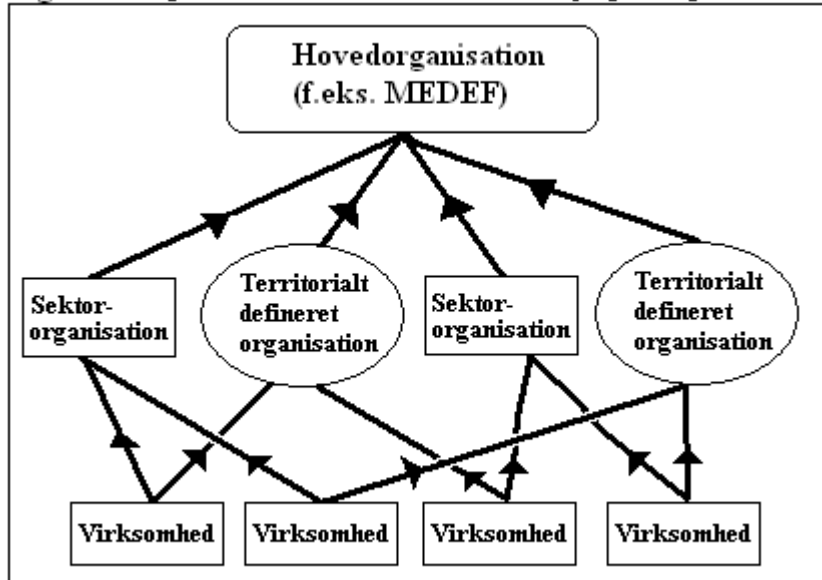 Hovedorganisation
(f.eks. MEDEF)
Sektor-
organisation
Territorialt
defineret
organisation
Sektor-
organisation
Territorialt
defineret
organisation
Virksomhed
Virksomhed
Virksomhed
Virksomhed